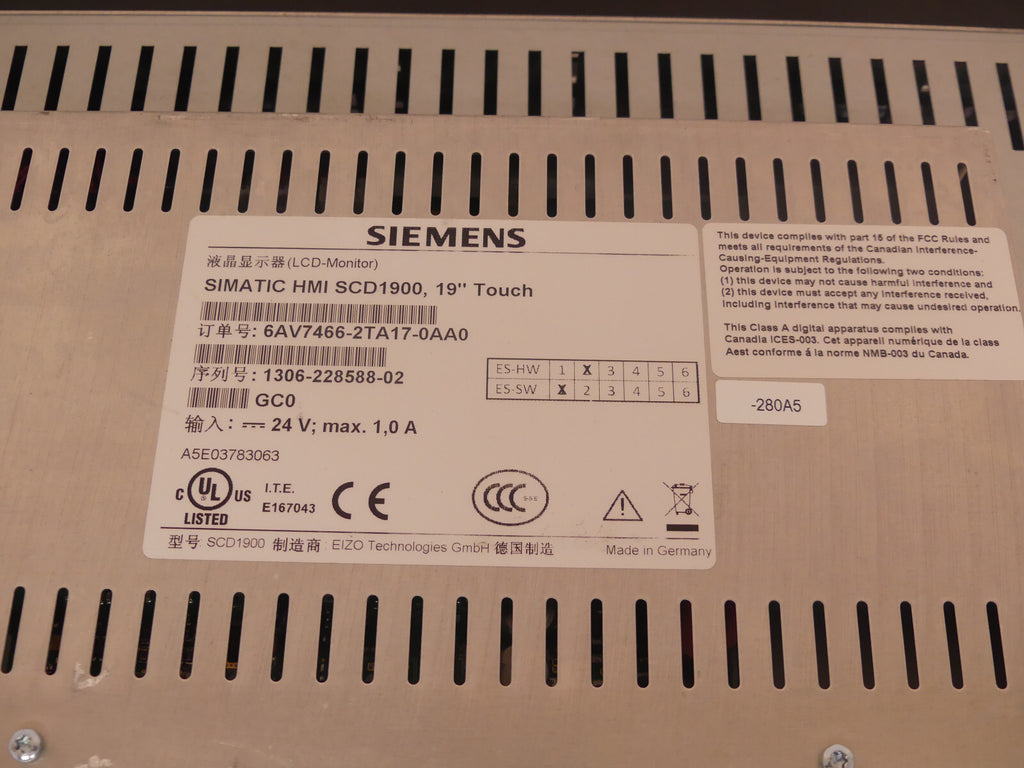 SIEMENS
液晶显示器(LCD-Monitor)
SIMATIC HMI SCD1900, 19" Touch
订单号: 6AV7466-2TA17-0AA0
序列号: 1306-228588-02
GC0
输入: ⎓ 24 V; max. 1,0 A
A5E03783063
ES-HW 1 X 3 4 5 6
ES-SW X 2 3 4 5 6
C UL US
LISTED
I.T.E.
E167043
CE
CCC S&E
型号 SCD1900 制造商: EIZO Technologies GmbH 德国制造
Made in Germany
This device complies with part 15 of the FCC Rules and
meets all requirements of the Canadian Interference-
Causing-Equipment Regulations.
Operation is subject to the following two conditions:
(1) this device may not cause harmful interference and
(2) this device must accept any interference received,
including interference that may cause undesired operation.
This Class A digital apparatus complies with
Canadia ICES-003. Cet appareil numérique de la class
Aest conforme á la norme NMB-003 du Canada.
-280A5